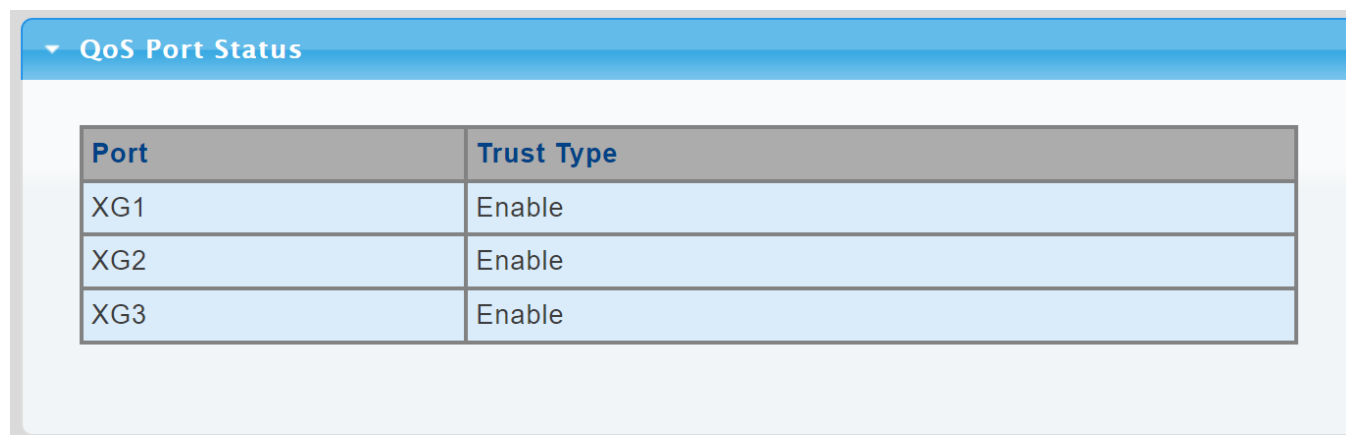 QoS Port Status
Port Trust Type
XG1 Enable
XG2 Enable
XG3 Enable